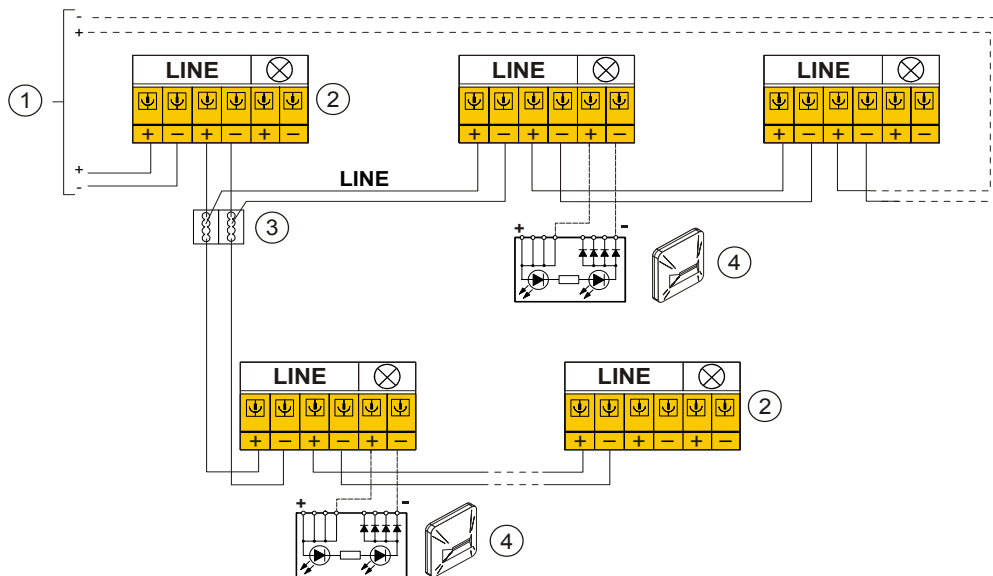 -
+
LINE
LINE
LINE
1
2
+ − + − + −
+ − + − + −
+ − + − + −
+
-
LINE
3
+ -
4
LINE
LINE
2
+ − + − + −
+ − + − + −
+ -
4